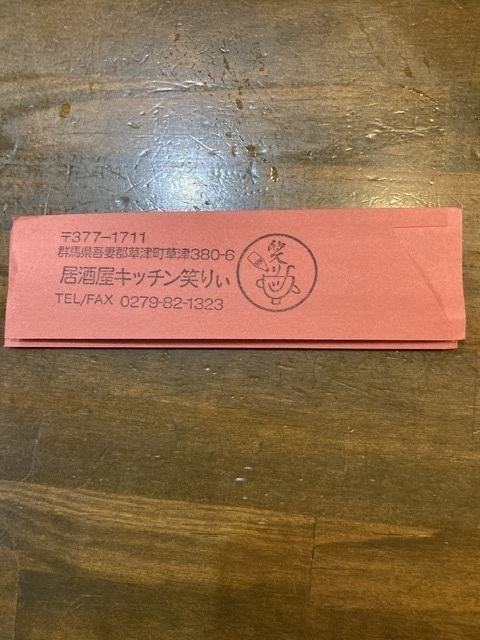 〒377-1711
群馬県吾妻郡草津町草津380-6
居酒屋キッチン笑りぃ
TEL/FAX 0279-82-1323
笑